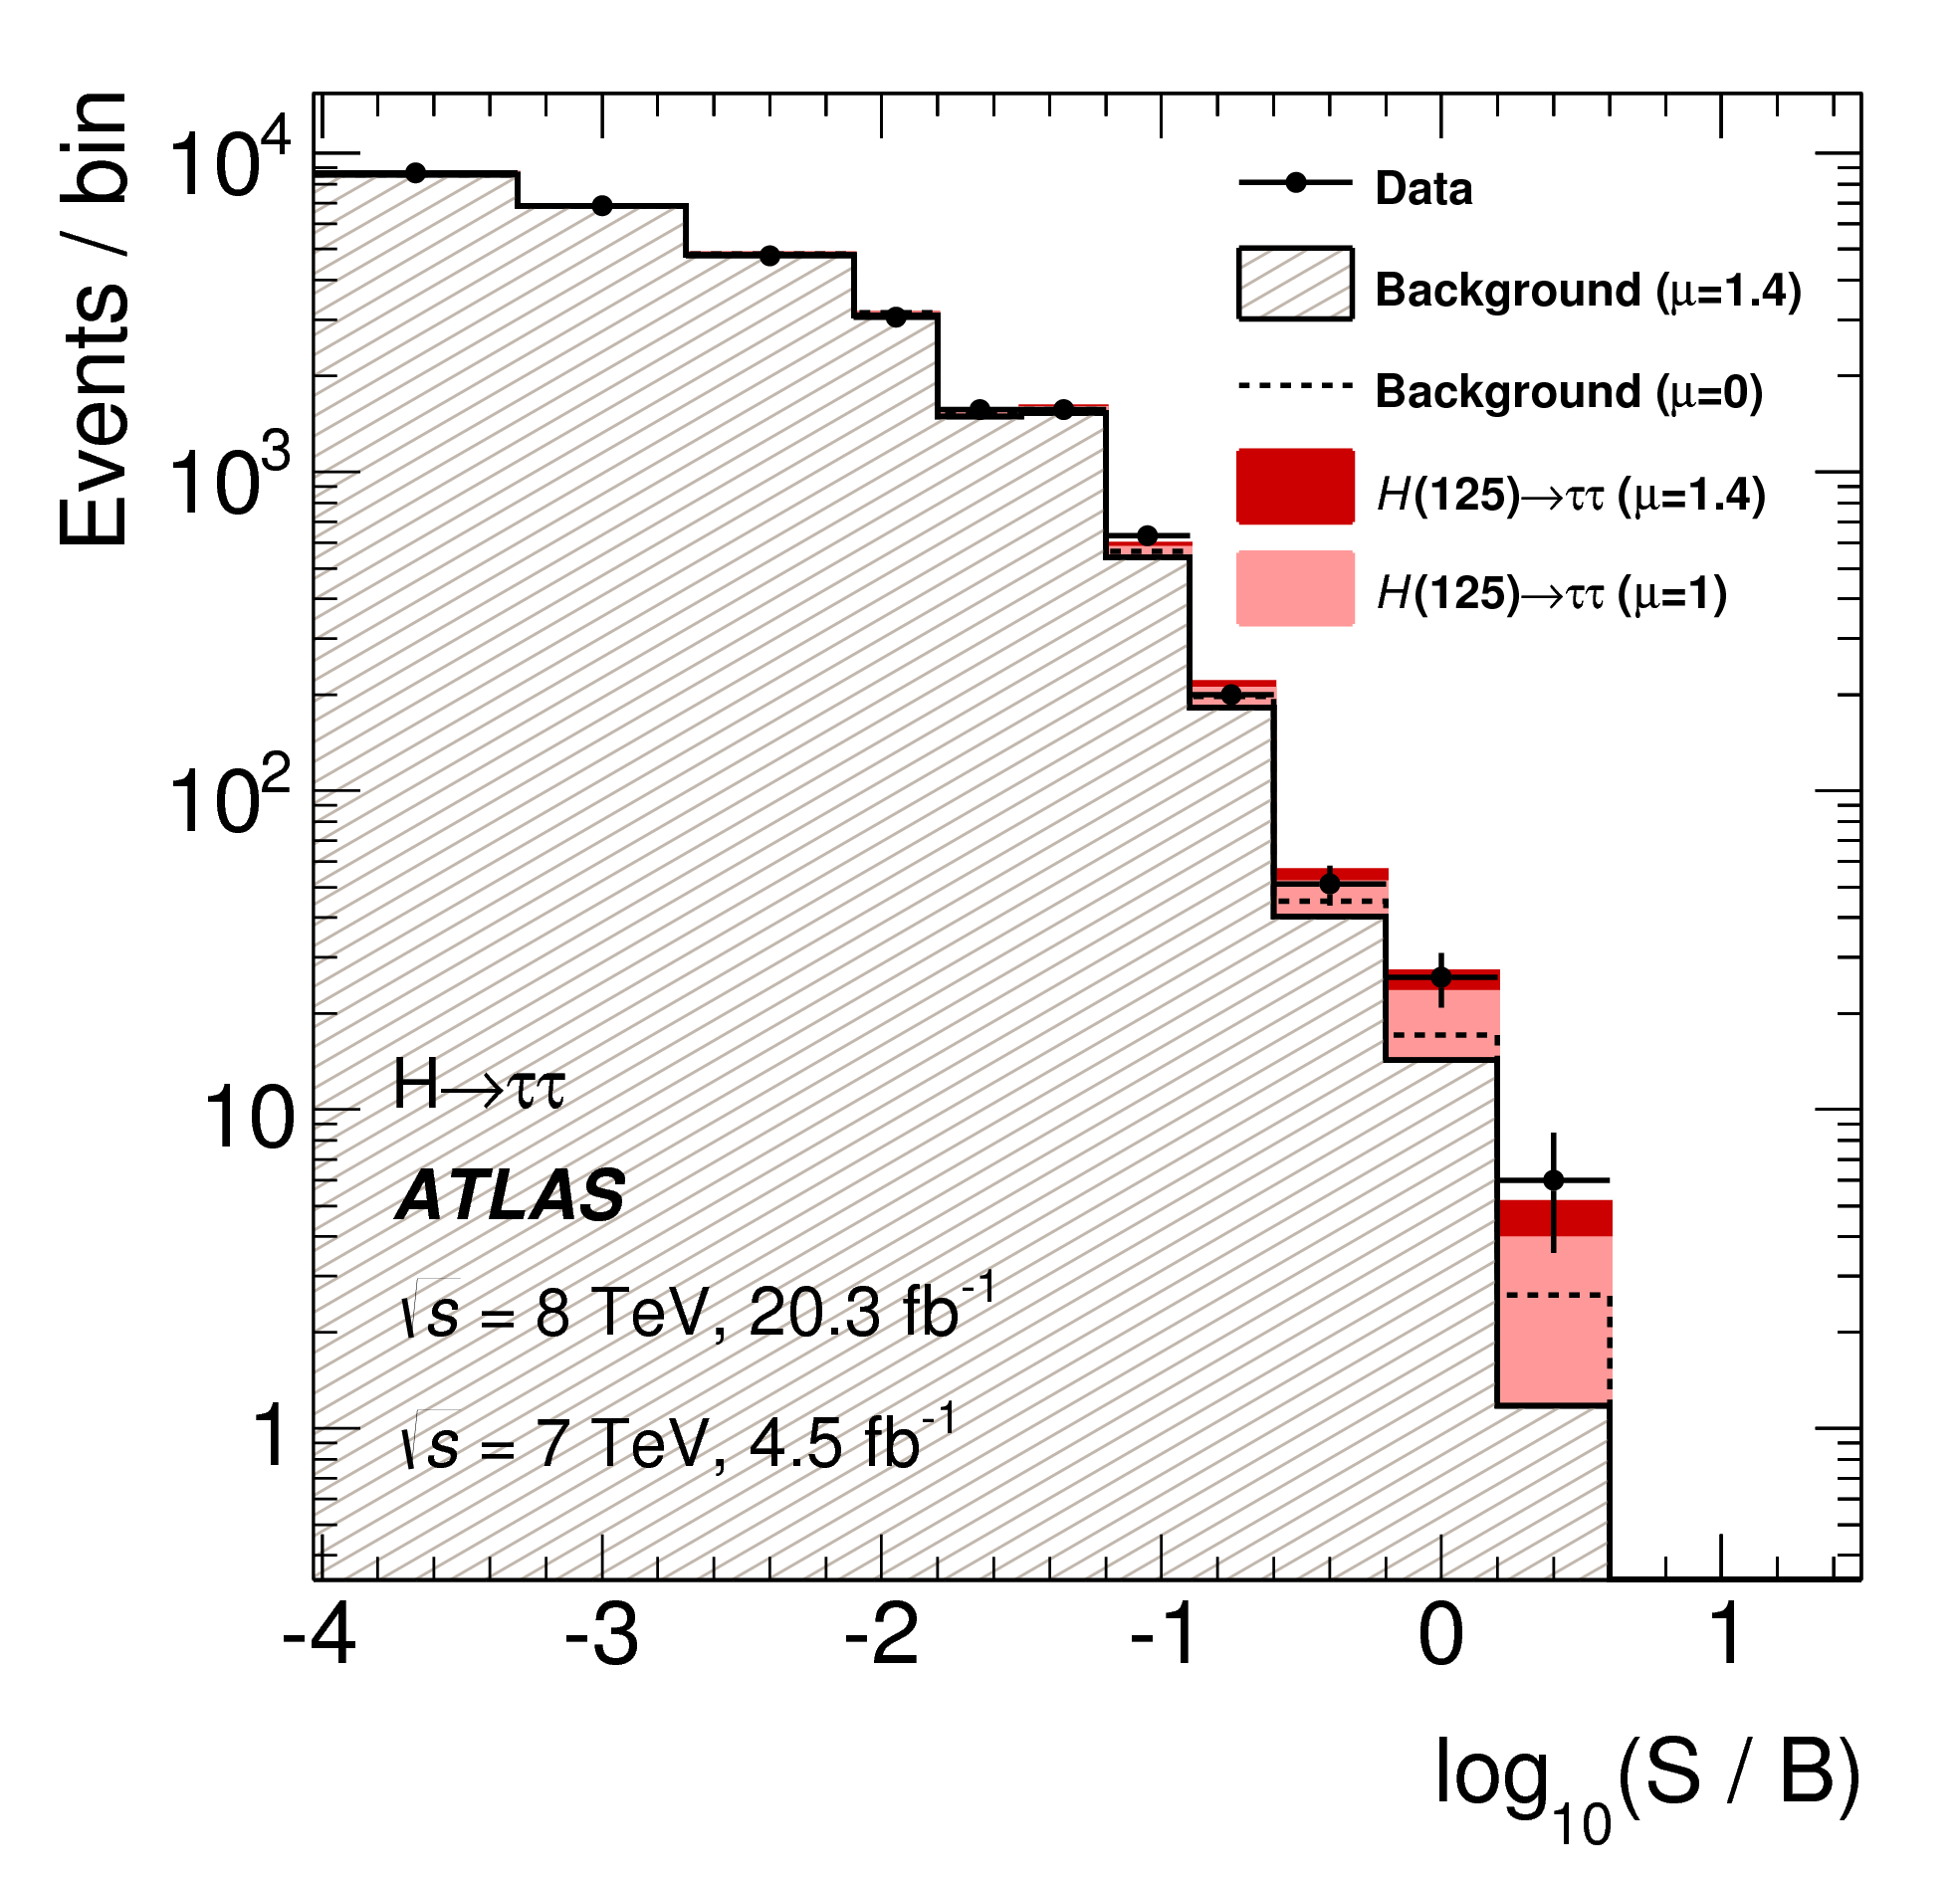 Events / bin
10⁴
10³
10²
10
1
Data
Background (μ=1.4)
Background (μ=0)
H(125)→ττ (μ=1.4)
H(125)→ττ (μ=1)
H→ττ
ATLAS
√s = 8 TeV, 20.3 fb⁻¹
√s = 7 TeV, 4.5 fb⁻¹
-4 -3 -2 -1 0 1
log₁₀(S / B)